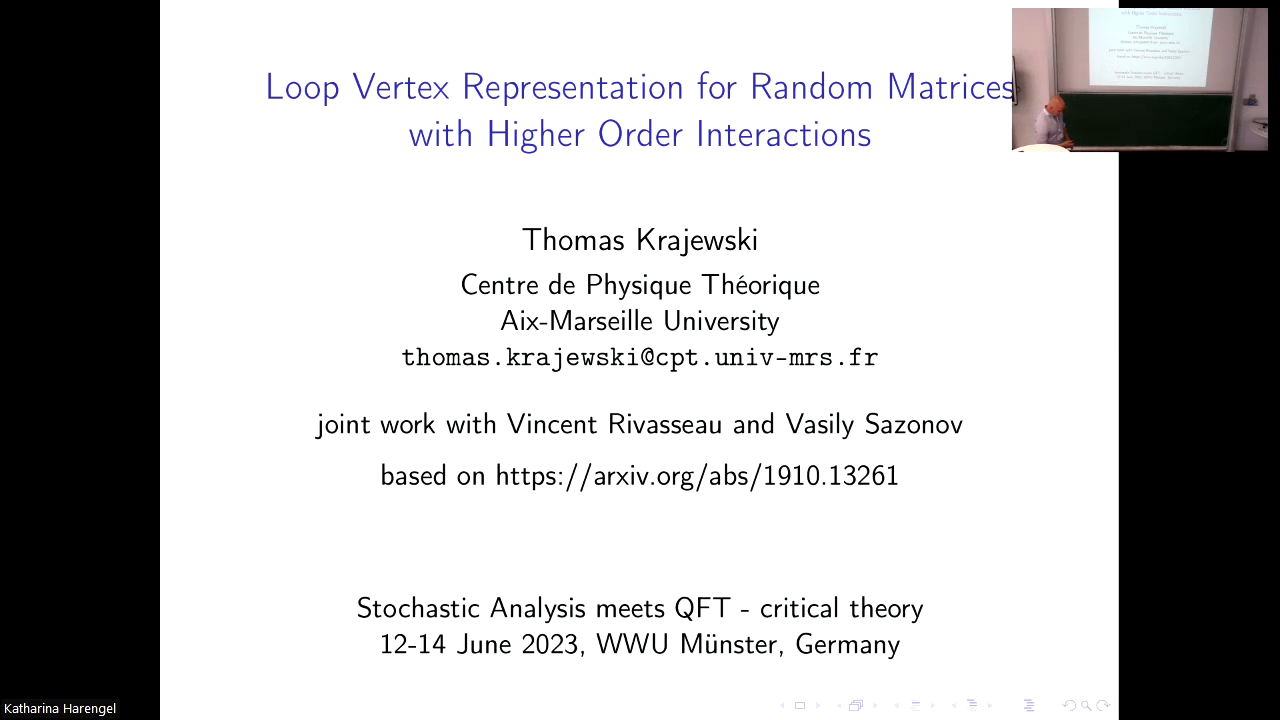 Loop Vertex Representation for Random Matrices
with Higher Order Interactions
Thomas Krajewski
Centre de Physique Théorique
Aix-Marseille University
thomas.krajewski@cpt.univ-mrs.fr
joint work with Vincent Rivasseau and Vasily Sazonov
based on https://arxiv.org/abs/1910.13261
Stochastic Analysis meets QFT - critical theory
12-14 June 2023, WWU Münster, Germany
Katharina Harengel